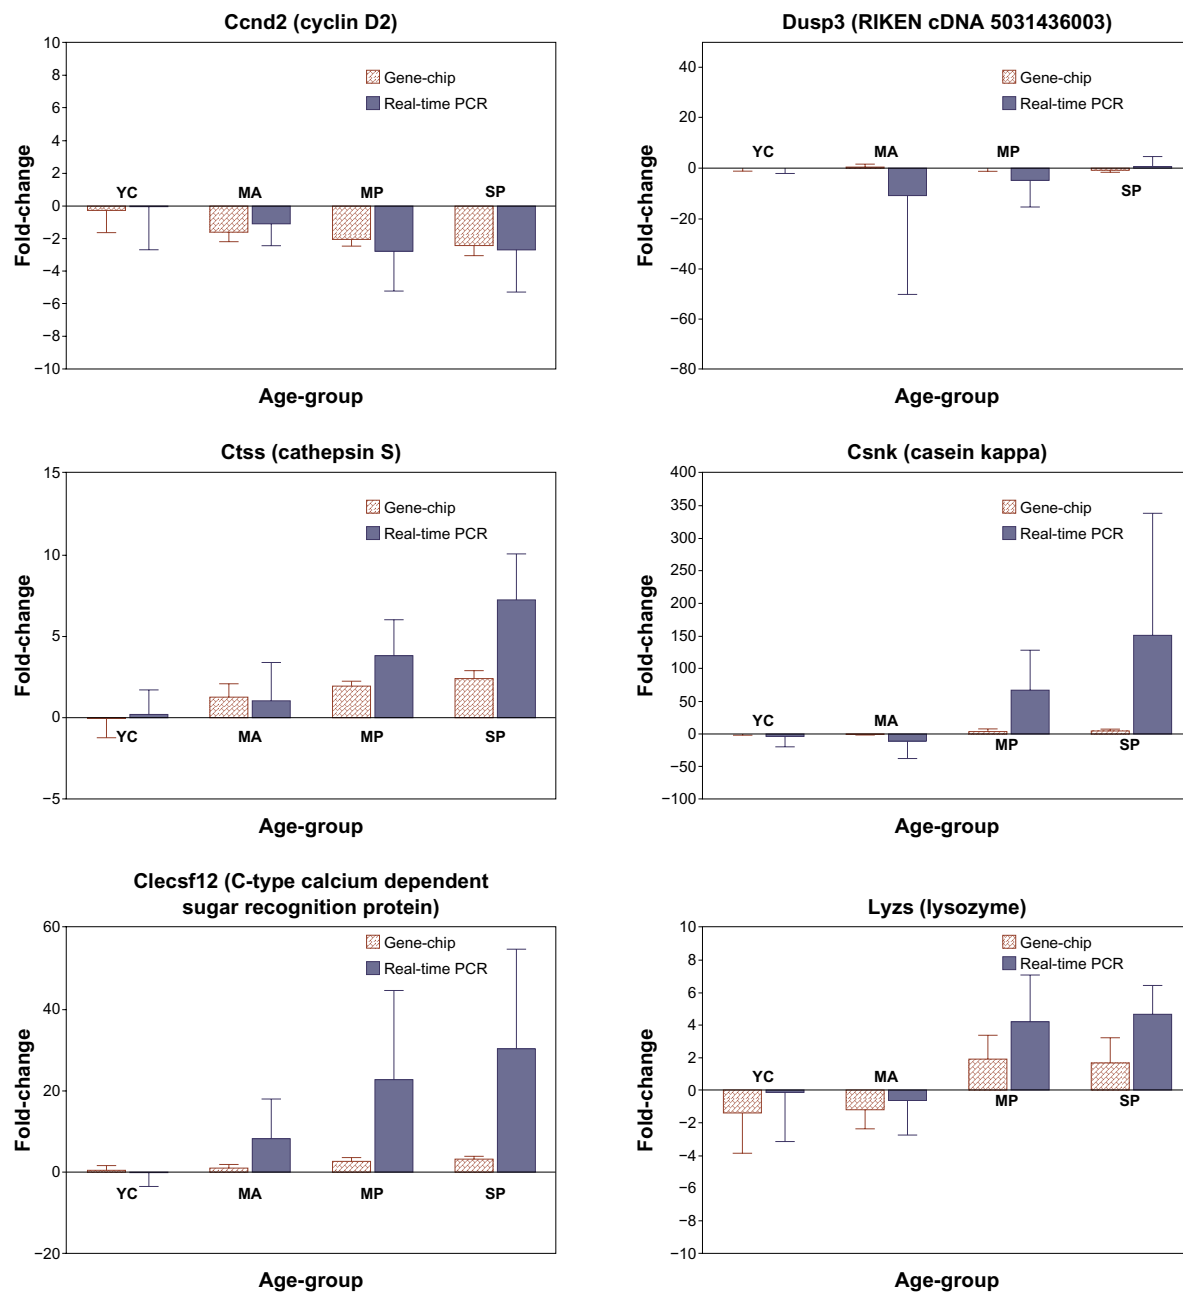 Ccnd2 (cyclin D2)
10
8
6
4
2
0
−2
−4
−6
−8
−10
Fold-change
Gene-chip
Real-time PCR
YC MA MP SP
Age-group
Dusp3 (RIKEN cDNA 5031436003)
40
20
0
−20
−40
−60
−80
Fold-change
Gene-chip
Real-time PCR
YC MA MP SP
Age-group
Ctss (cathepsin S)
15
10
5
0
−5
Fold-change
Gene-chip
Real-time PCR
YC MA MP SP
Age-group
Csnk (casein kappa)
400
350
300
250
200
150
100
50
0
−50
−100
Fold-change
Gene-chip
Real-time PCR
YC MA MP SP
Age-group
Clecsf12 (C-type calcium dependent
sugar recognition protein)
60
40
20
0
−20
Fold-change
Gene-chip
Real-time PCR
YC MA MP SP
Age-group
Lyzs (lysozyme)
10
8
6
4
2
0
−2
−4
−6
−8
−10
Fold-change
Gene-chip
Real-time PCR
YC MA MP SP
Age-group